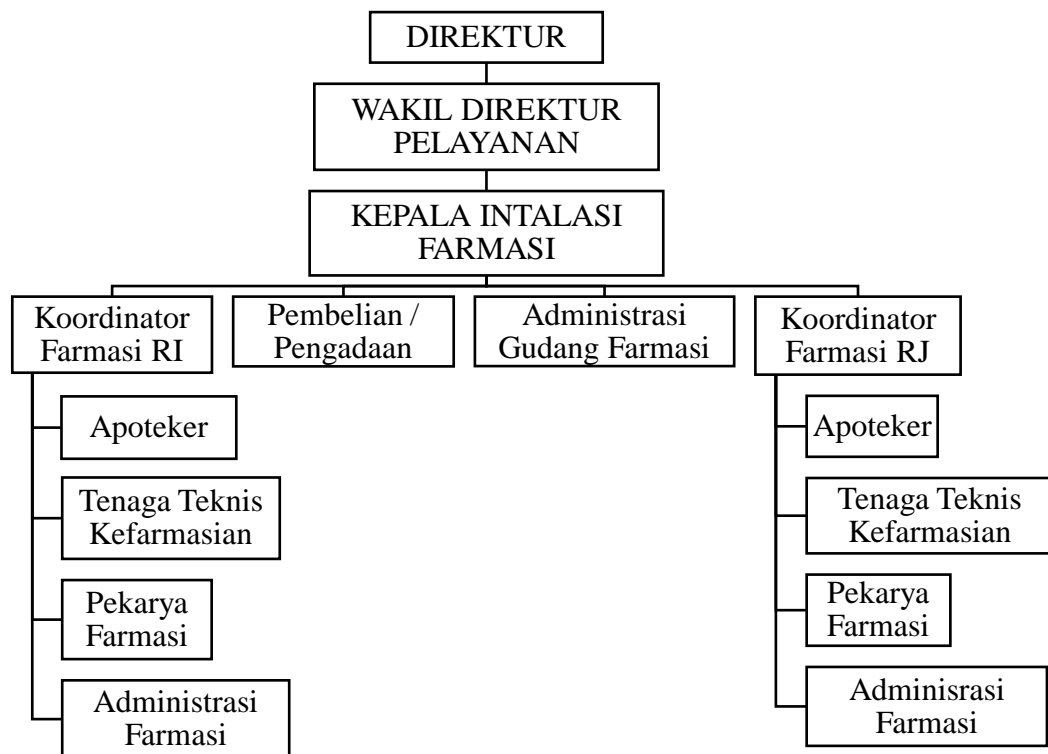 DIREKTUR
WAKIL DIREKTUR
PELAYANAN
KEPALA INTALASI
FARMASI
Koordinator
Farmasi RI
Pembelian /
Pengadaan
Administrasi
Gudang Farmasi
Koordinator
Farmasi RJ
Apoteker
Tenaga Teknis
Kefarmasian
Pekarya
Farmasi
Administrasi
Farmasi
Apoteker
Tenaga Teknis
Kefarmasian
Pekarya
Farmasi
Adminisrasi
Farmasi